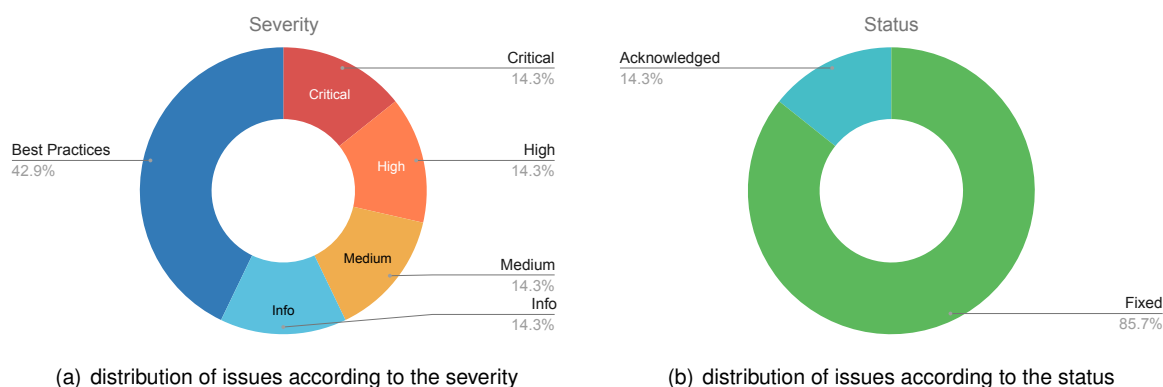 Severity
Critical
14.3%
Critical
High
14.3%
High
Best Practices
42.9%
Medium
Medium
14.3%
Info
Info
14.3%
(a) distribution of issues according to the severity
Status
Acknowledged
14.3%
Fixed
85.7%
(b) distribution of issues according to the status